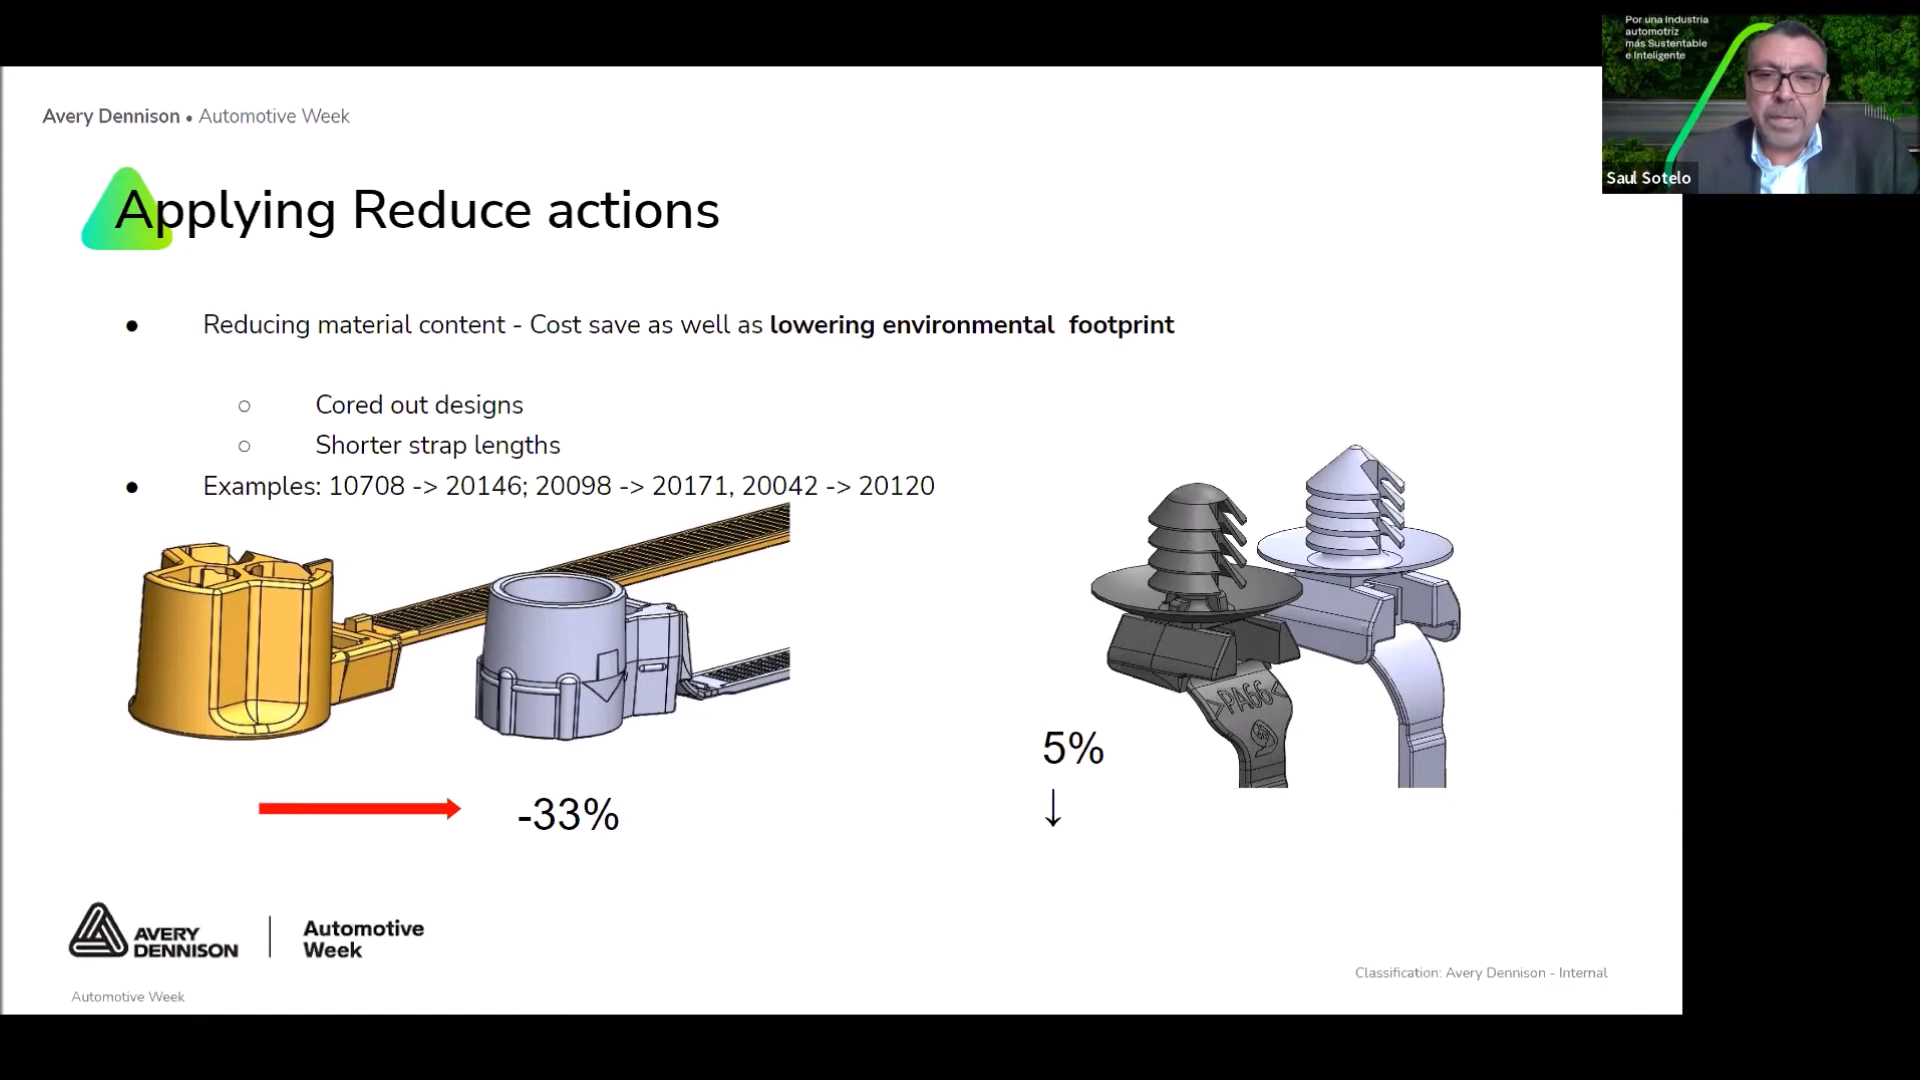 Por una Industria
automotriz
más Sustentable
e Inteligente
Saul Sotelo
Avery Dennison • Automotive Week
Applying Reduce actions
● Reducing material content - Cost save as well as lowering environmental footprint
○ Cored out designs
○ Shorter strap lengths
● Examples: 10708 -> 20146; 20098 -> 20171, 20042 -> 20120
>PA66<
5%
↓
-33%
AVERY
DENNISON
Automotive
Week
Classification: Avery Dennison - Internal
Automotive Week